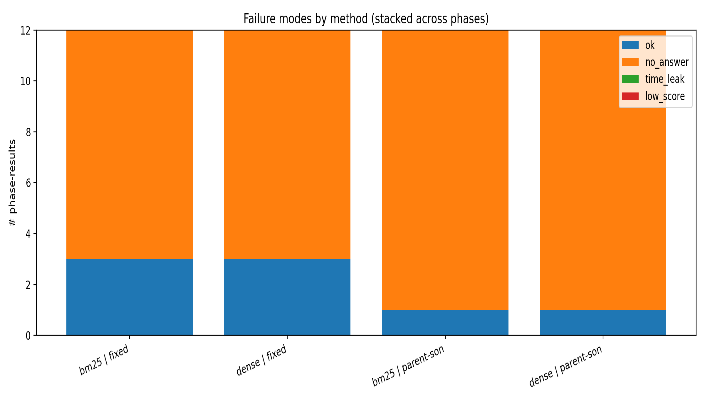 Failure modes by method (stacked across phases)
12
10
8
6
4
2
0
# phase-results
ok
no_answer
time_leak
low_score
bm25 | fixed
dense | fixed
bm25 | parent-son
dense | parent-son